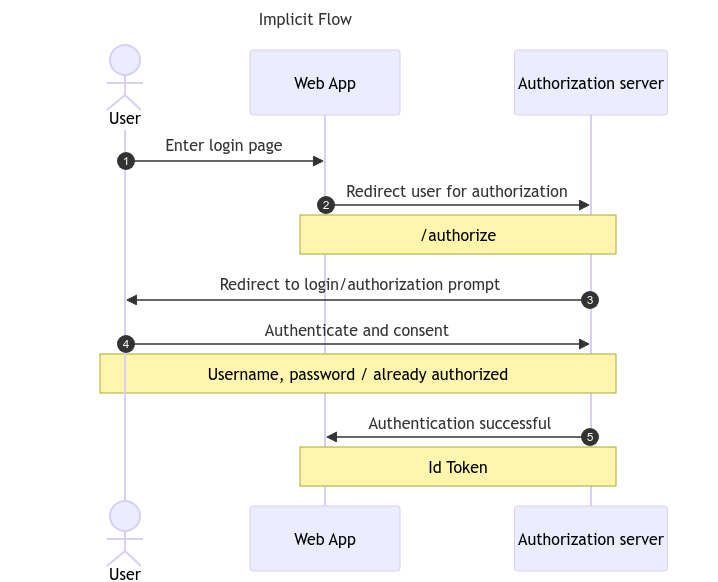 Implicit Flow
Web App
Authorization server
User
Enter login page
1
Redirect user for authorization
2
/authorize
Redirect to login/authorization prompt
3
Authenticate and consent
4
Username, password / already authorized
Authentication successful
5
Id Token
Web App
Authorization server
User